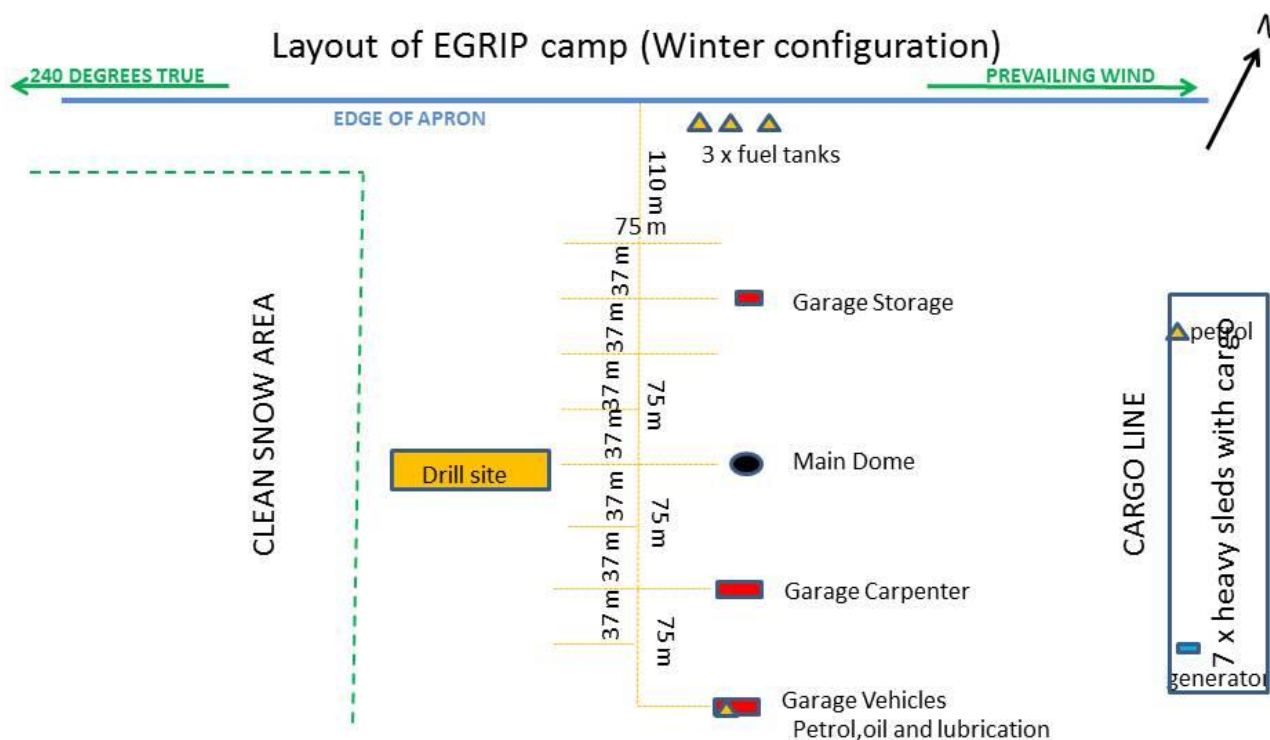 N
Layout of EGRIP camp (Winter configuration)
240 DEGREES TRUE
PREVAILING WIND
EDGE OF APRON
3 x fuel tanks
110 m
75 m
37 m
Garage Storage
37 m
petrol
37 m
75 m
CLEAN SNOW AREA
CARGO LINE
7 x heavy sleds with cargo
37 m
Main Dome
Drill site
37 m
75 m
37 m
Garage Carpenter
37 m
75 m
generator
Garage Vehicles
Petrol,oil and lubrication